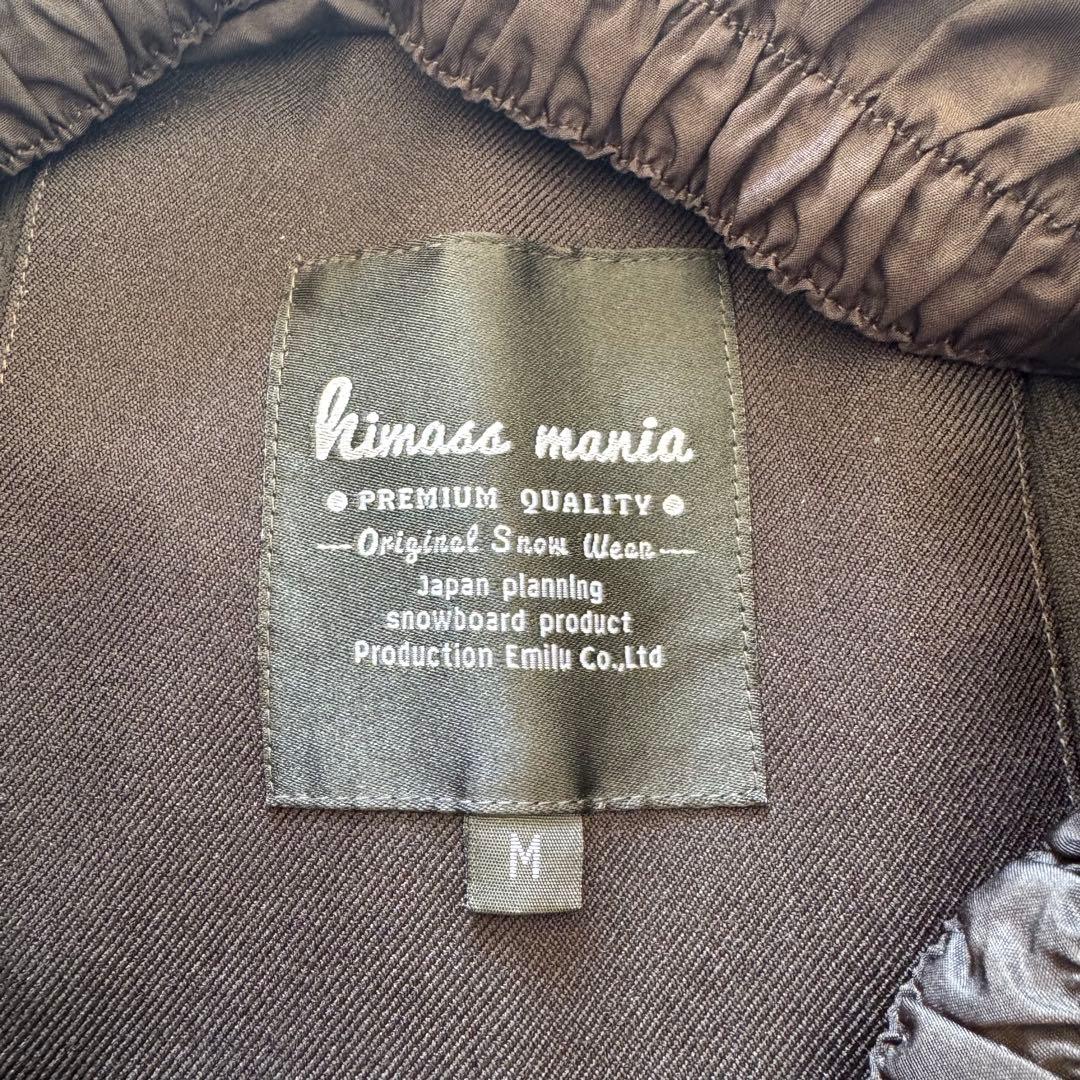 himass mania
PREMIUM QUALITY
Original Snow Wear
Japan planning
snowboard product
Production Emilu Co.,Ltd
M